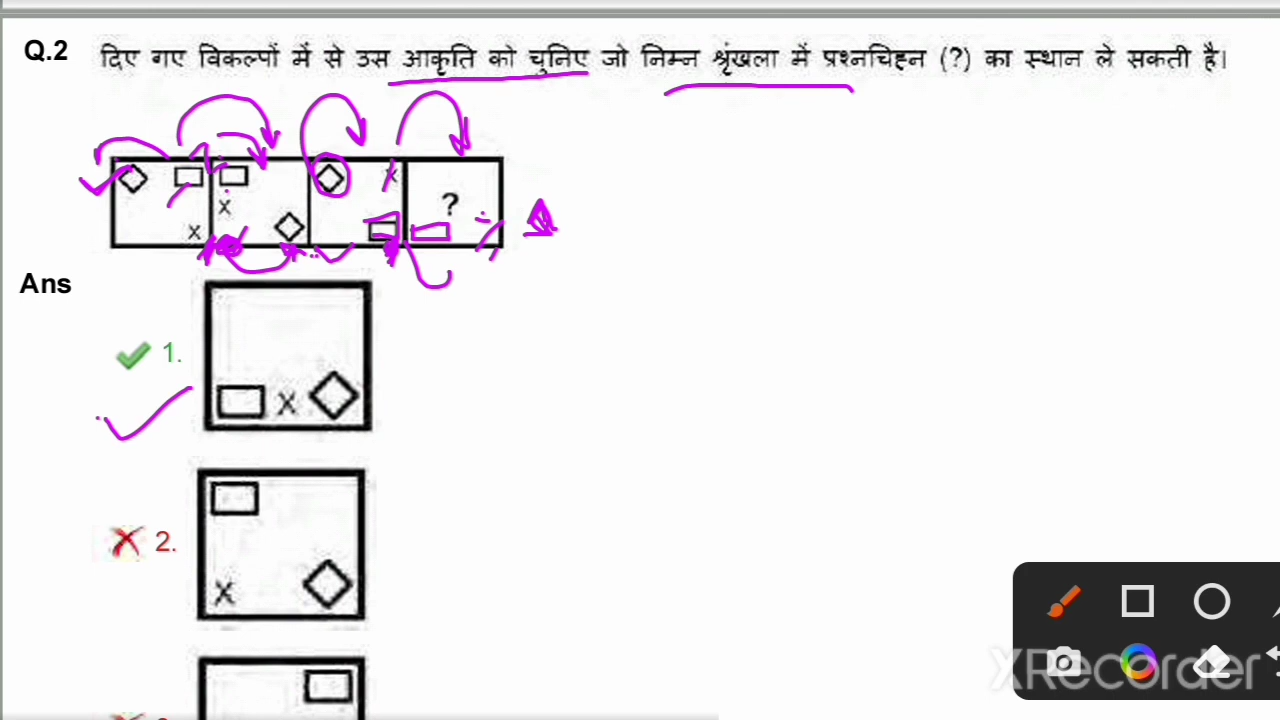 Q.2 दिए गए विकल्पों में से उस आकृति को चुनिए जो निम्न श्रृंखला में प्रश्नचिह्न (?) का स्थान ले सकती है।
X
X
X
?
Ans
1.
X
2.
X
XRecorder